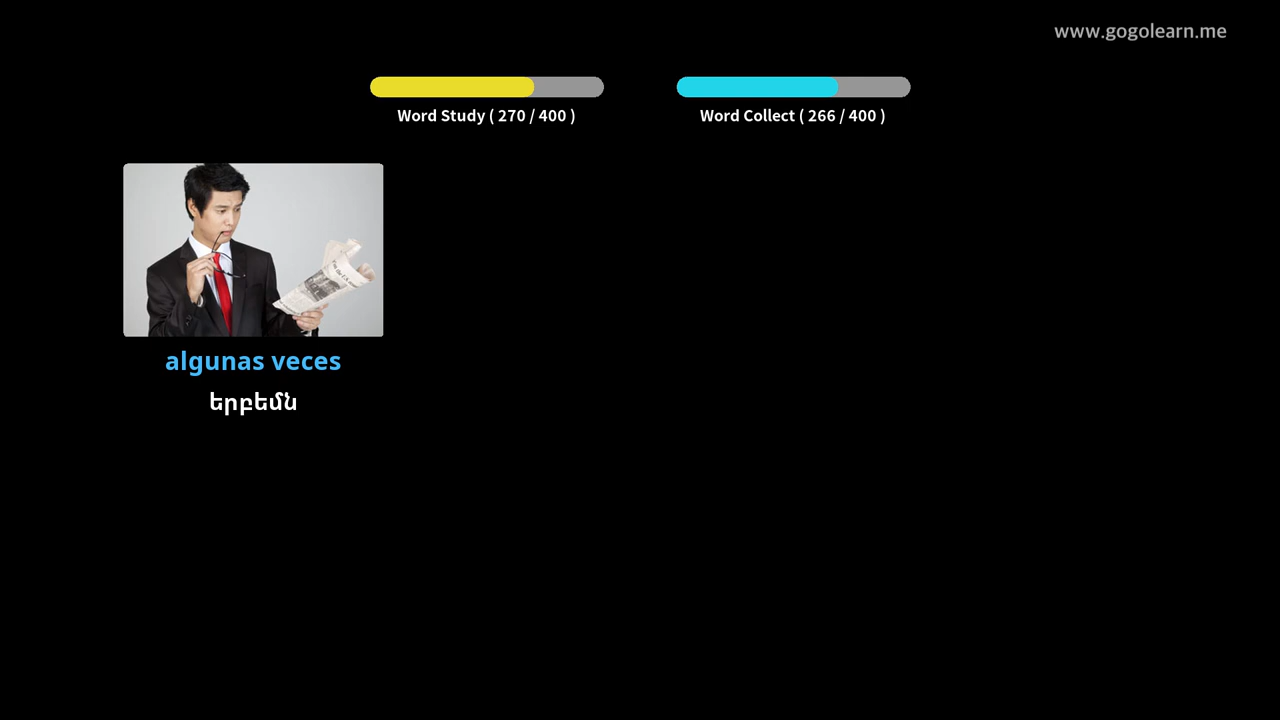 www.gogolearn.me
Word Study ( 270 / 400 )
Word Collect ( 266 / 400 )
algunas veces
երբեմն